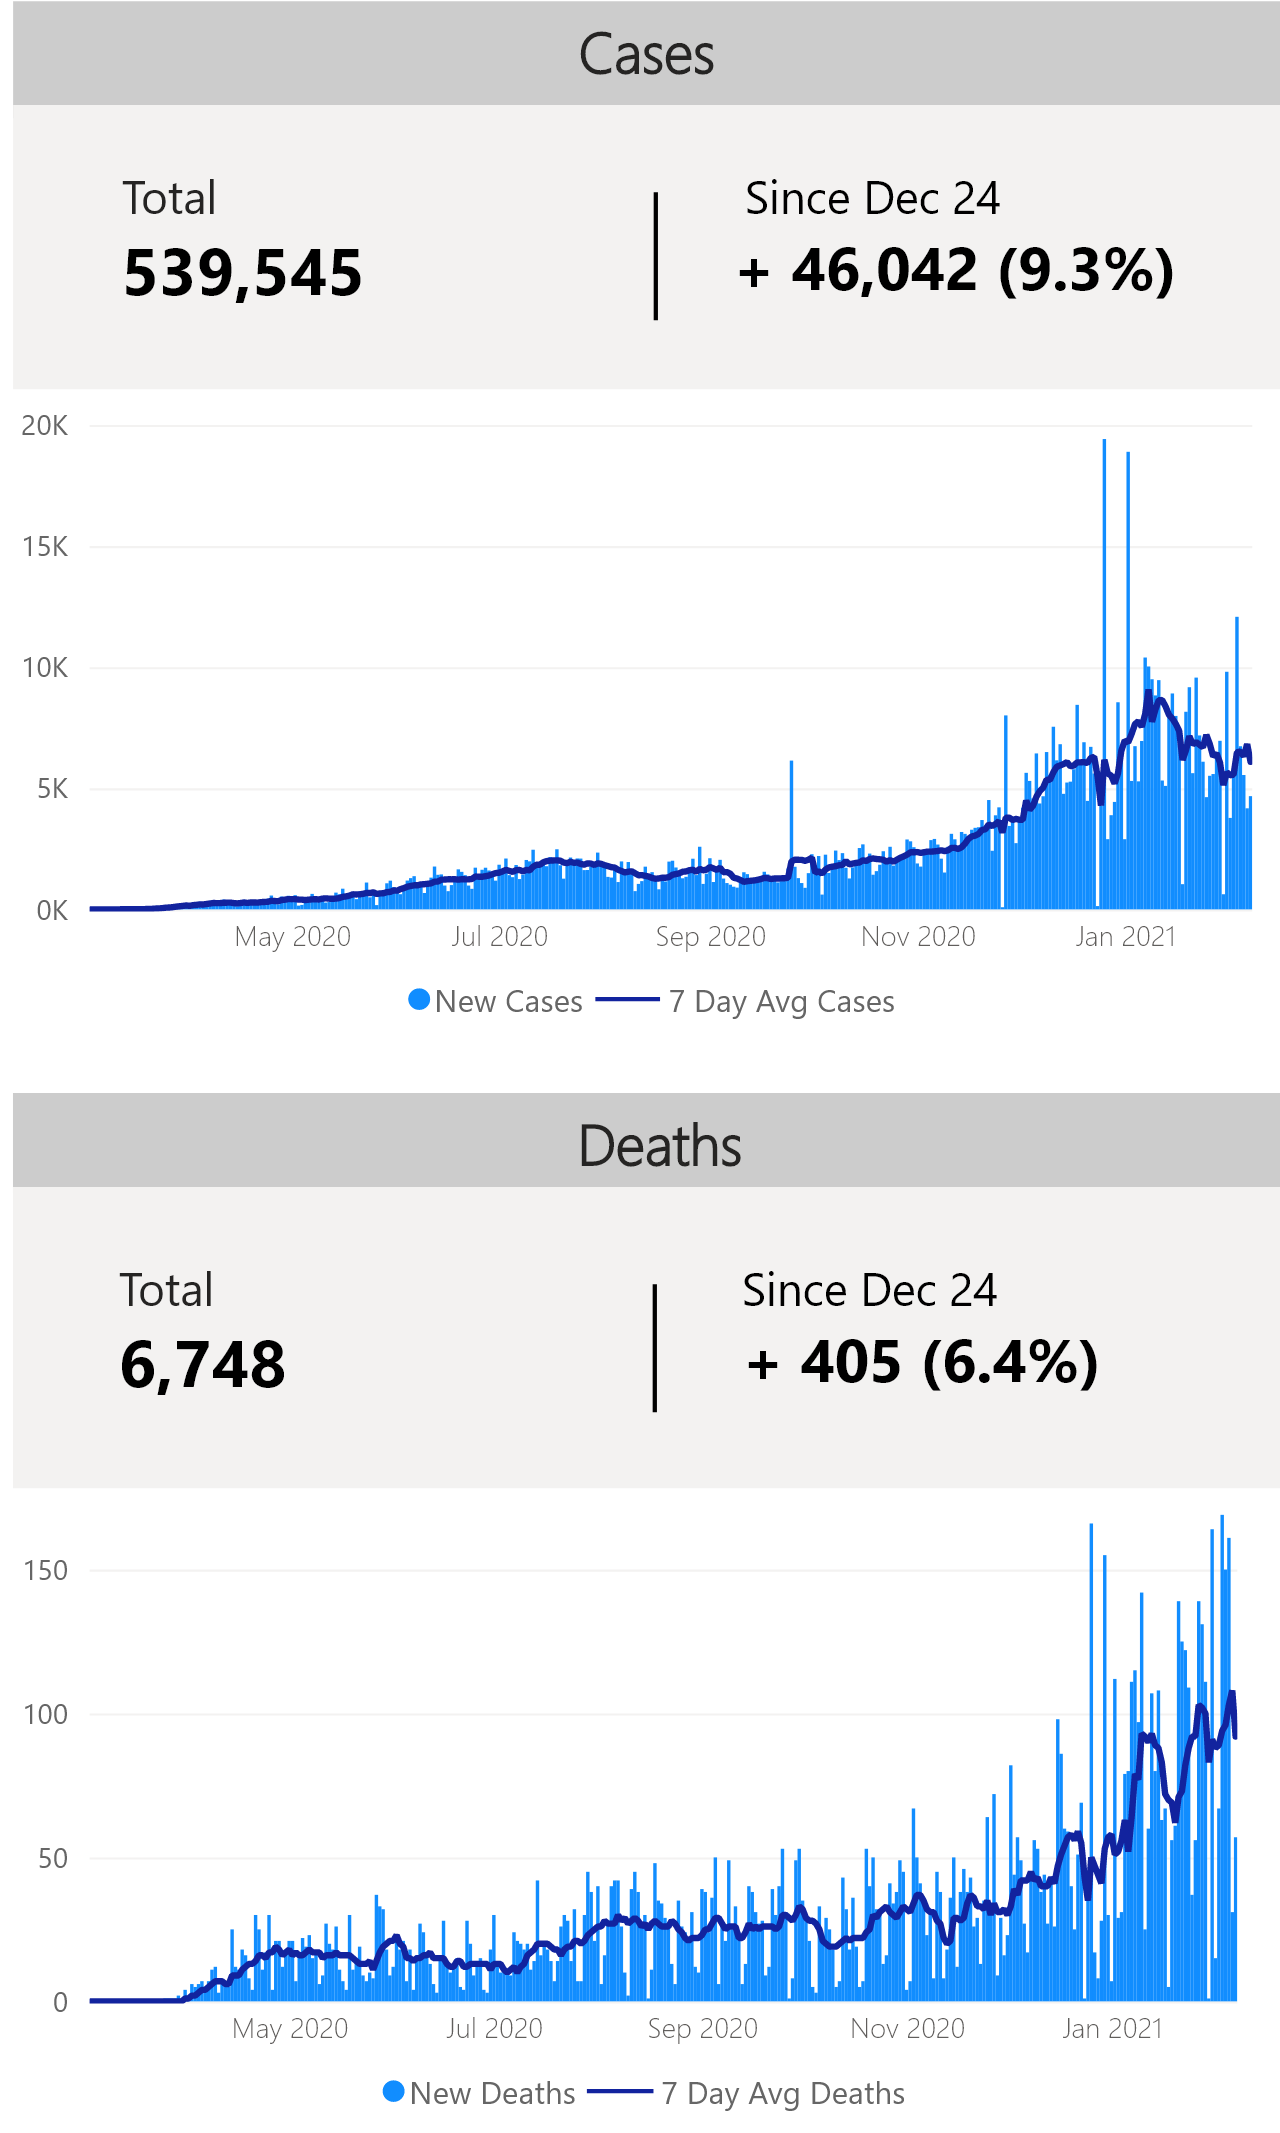 Cases
Total
Since Dec 24
539,545
+ 46,042 (9.3%)
20K
15K
10K
5K
0K
May 2020
Jul 2020
Sep 2020
Nov 2020
Jan 2021
New Cases
7 Day Avg Cases
Deaths
Total
Since Dec 24
6,748
+ 405 (6.4%)
150
100
50
0
May 2020
Jul 2020
Sep 2020
Nov 2020
Jan 2021
New Deaths
7 Day Avg Deaths